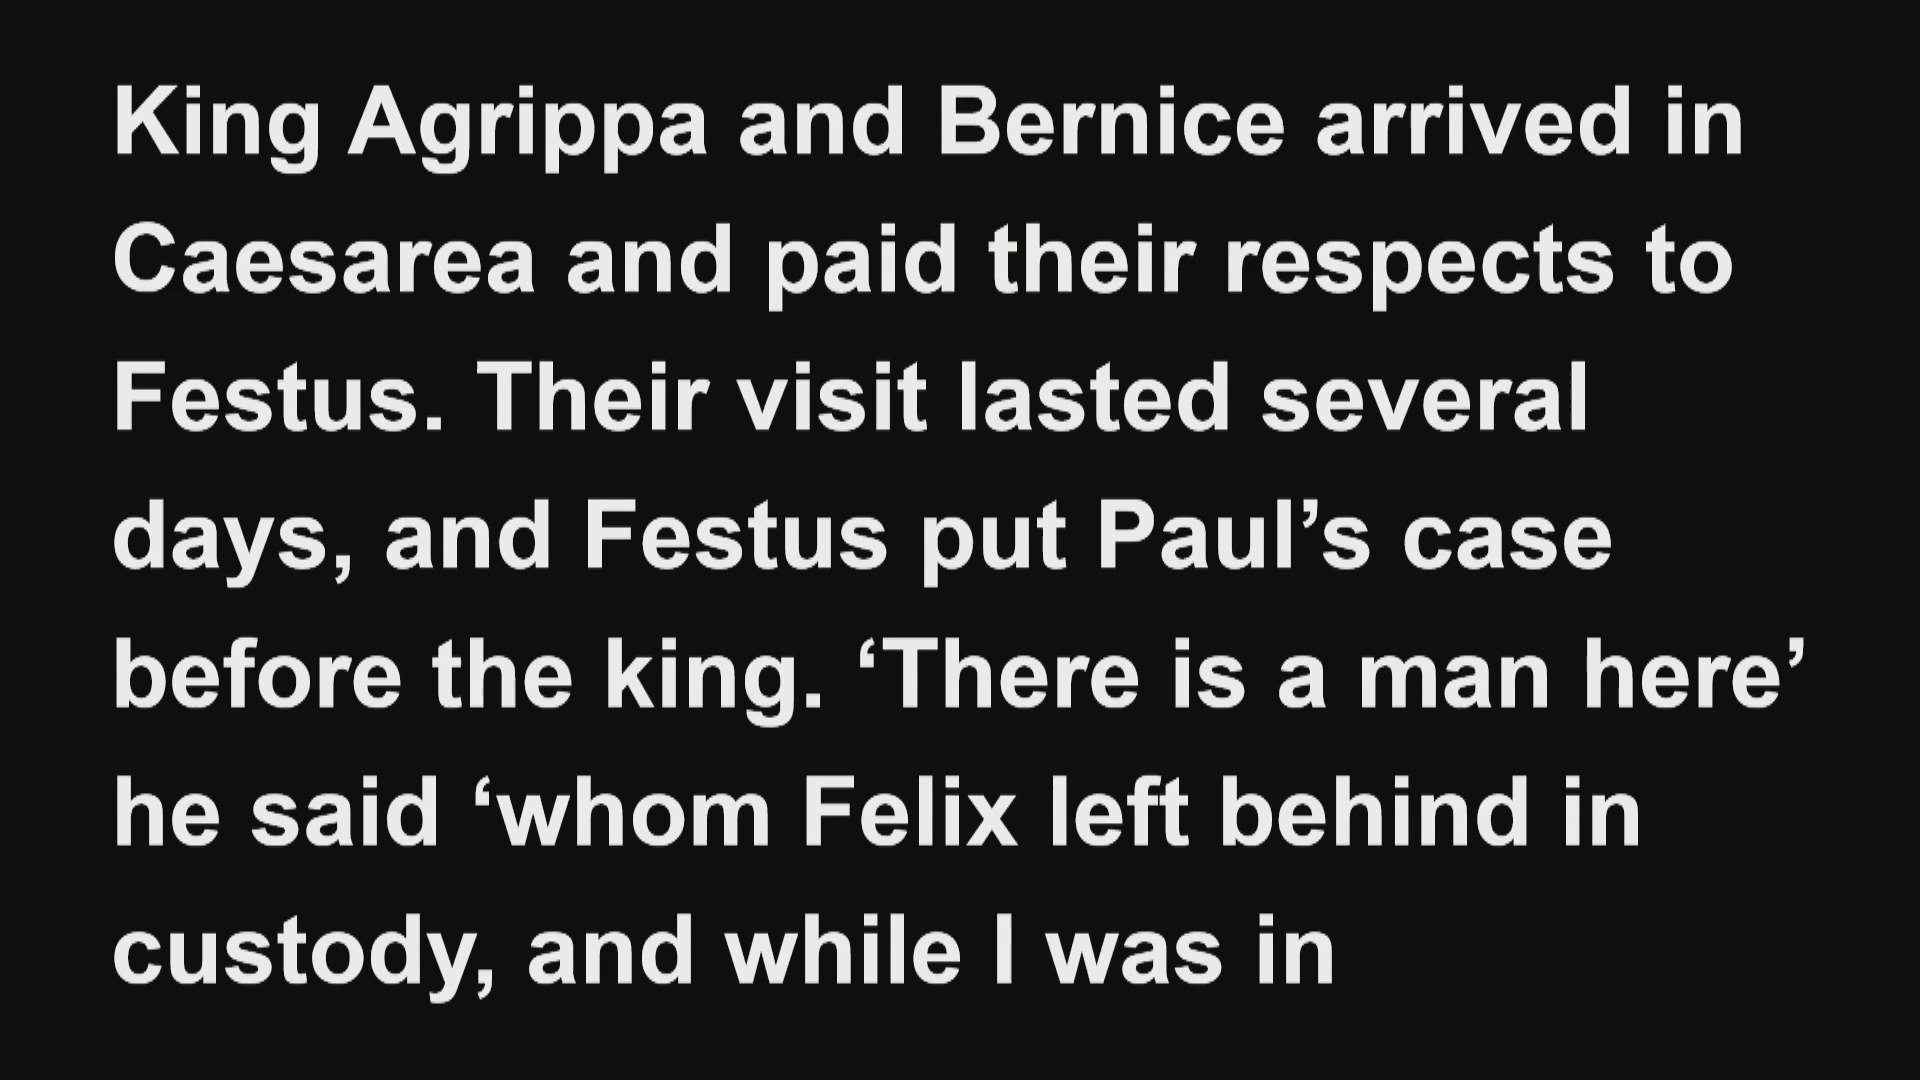 King Agrippa and Bernice arrived in
Caesarea and paid their respects to
Festus. Their visit lasted several
days, and Festus put Paul’s case
before the king. ‘There is a man here’
he said ‘whom Felix left behind in
custody, and while I was in